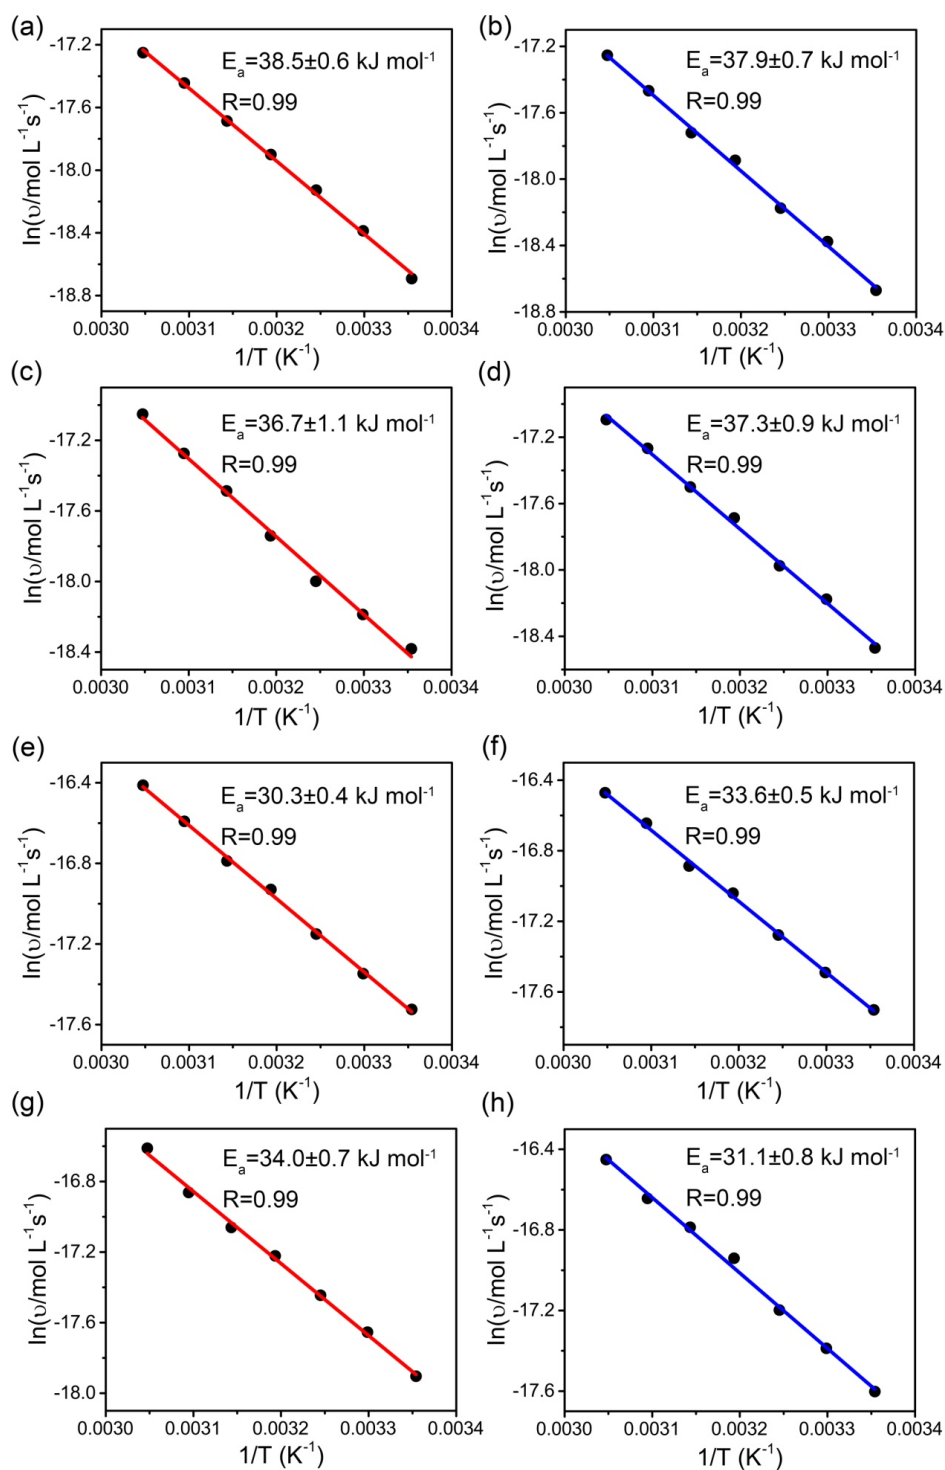 (a)
Eₐ=38.5±0.6 kJ mol⁻¹
R=0.99
-17.2
-17.6
-18.0
-18.4
-18.8
ln(υ/mol L⁻¹s⁻¹)
0.0030 0.0031 0.0032 0.0033 0.0034
1/T (K⁻¹)
(b)
Eₐ=37.9±0.7 kJ mol⁻¹
R=0.99
-17.2
-17.6
-18.0
-18.4
-18.8
ln(υ/mol L⁻¹s⁻¹)
0.0030 0.0031 0.0032 0.0033 0.0034
1/T (K⁻¹)
(c)
Eₐ=36.7±1.1 kJ mol⁻¹
R=0.99
-17.2
-17.6
-18.0
-18.4
ln(υ/mol L⁻¹s⁻¹)
0.0030 0.0031 0.0032 0.0033 0.0034
1/T (K⁻¹)
(d)
Eₐ=37.3±0.9 kJ mol⁻¹
R=0.99
-17.2
-17.6
-18.0
-18.4
ln(υ/mol L⁻¹s⁻¹)
0.0030 0.0031 0.0032 0.0033 0.0034
1/T (K⁻¹)
(e)
Eₐ=30.3±0.4 kJ mol⁻¹
R=0.99
-16.4
-16.8
-17.2
-17.6
ln(υ/mol L⁻¹s⁻¹)
0.0030 0.0031 0.0032 0.0033 0.0034
1/T (K⁻¹)
(f)
Eₐ=33.6±0.5 kJ mol⁻¹
R=0.99
-16.4
-16.8
-17.2
-17.6
ln(υ/mol L⁻¹s⁻¹)
0.0030 0.0031 0.0032 0.0033 0.0034
1/T (K⁻¹)
(g)
Eₐ=34.0±0.7 kJ mol⁻¹
R=0.99
-16.8
-17.2
-17.6
-18.0
ln(υ/mol L⁻¹s⁻¹)
0.0030 0.0031 0.0032 0.0033 0.0034
1/T (K⁻¹)
(h)
Eₐ=31.1±0.8 kJ mol⁻¹
R=0.99
-16.4
-16.8
-17.2
-17.6
ln(υ/mol L⁻¹s⁻¹)
0.0030 0.0031 0.0032 0.0033 0.0034
1/T (K⁻¹)